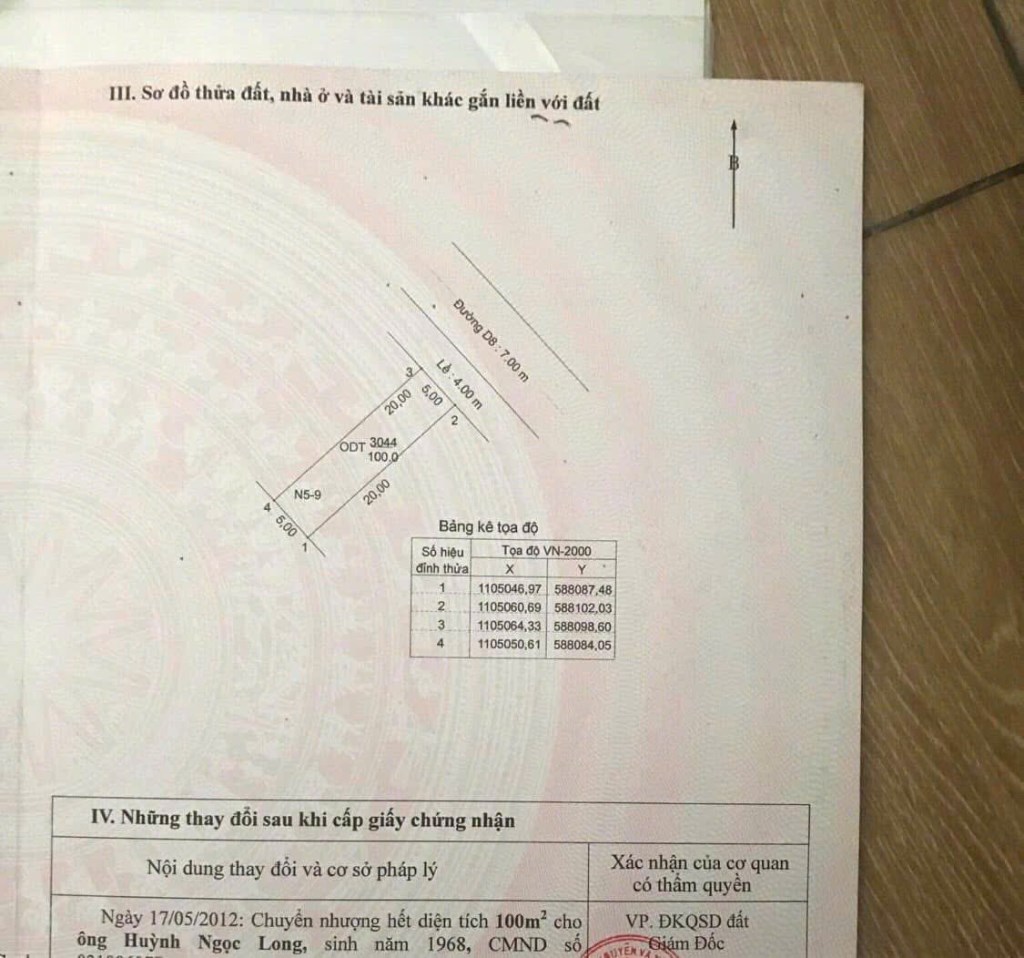 III. Sơ đồ thửa đất, nhà ở và tài sản khác gắn liền với đất
B
Đường D8 : 7.00 m
Lề : 4.00 m
3
5,00
20,00
2
ODT 3044
100,0
N5-9
20,00
4
5,00
1
Bảng kê tọa độ
Số hiệu đỉnh thửa
Tọa độ VN-2000
X Y
1 1105046,97 588087,48
2 1105060,69 588102,03
3 1105064,33 588098,60
4 1105050,61 588084,05
IV. Những thay đổi sau khi cấp giấy chứng nhận
Nội dung thay đổi và cơ sở pháp lý
Xác nhận của cơ quan
có thẩm quyền
Ngày 17/05/2012: Chuyển nhượng hết diện tích 100m² cho
ông Huỳnh Ngọc Long, sinh năm 1968, CMND số
VP. ĐKQSD đất
Giám Đốc